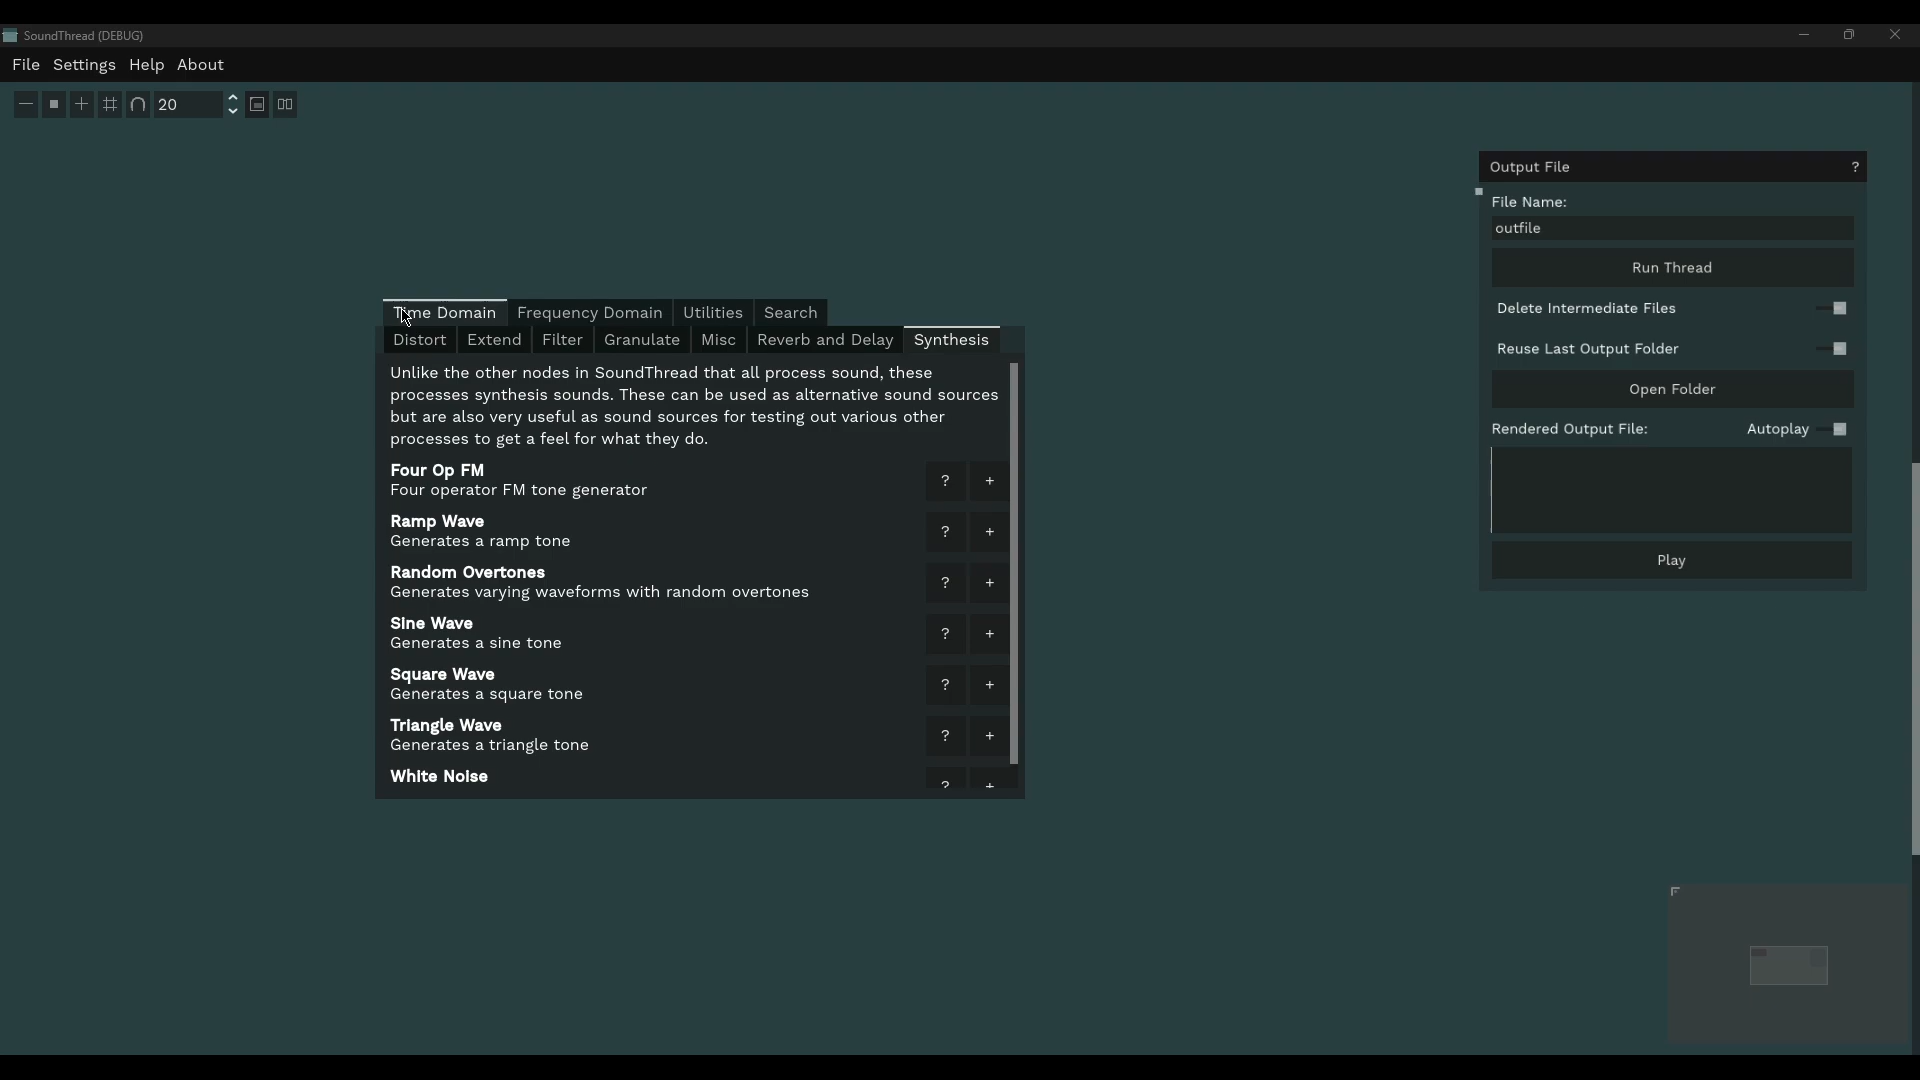 SoundThread (DEBUG)
File Settings Help About
20
Output File ?
File Name:
outfile
Run Thread
Delete Intermediate Files
Reuse Last Output Folder
Open Folder
Rendered Output File: Autoplay
Play
Time Domain Frequency Domain Utilities Search
Distort Extend Filter Granulate Misc Reverb and Delay Synthesis
Unlike the other nodes in SoundThread that all process sound, these
processes synthesis sounds. These can be used as alternative sound sources
but are also very useful as sound sources for testing out various other
processes to get a feel for what they do.
Four Op FM
Four operator FM tone generator
? +
Ramp Wave
Generates a ramp tone
? +
Random Overtones
Generates varying waveforms with random overtones
? +
Sine Wave
Generates a sine tone
? +
Square Wave
Generates a square tone
? +
Triangle Wave
Generates a triangle tone
? +
White Noise
? +